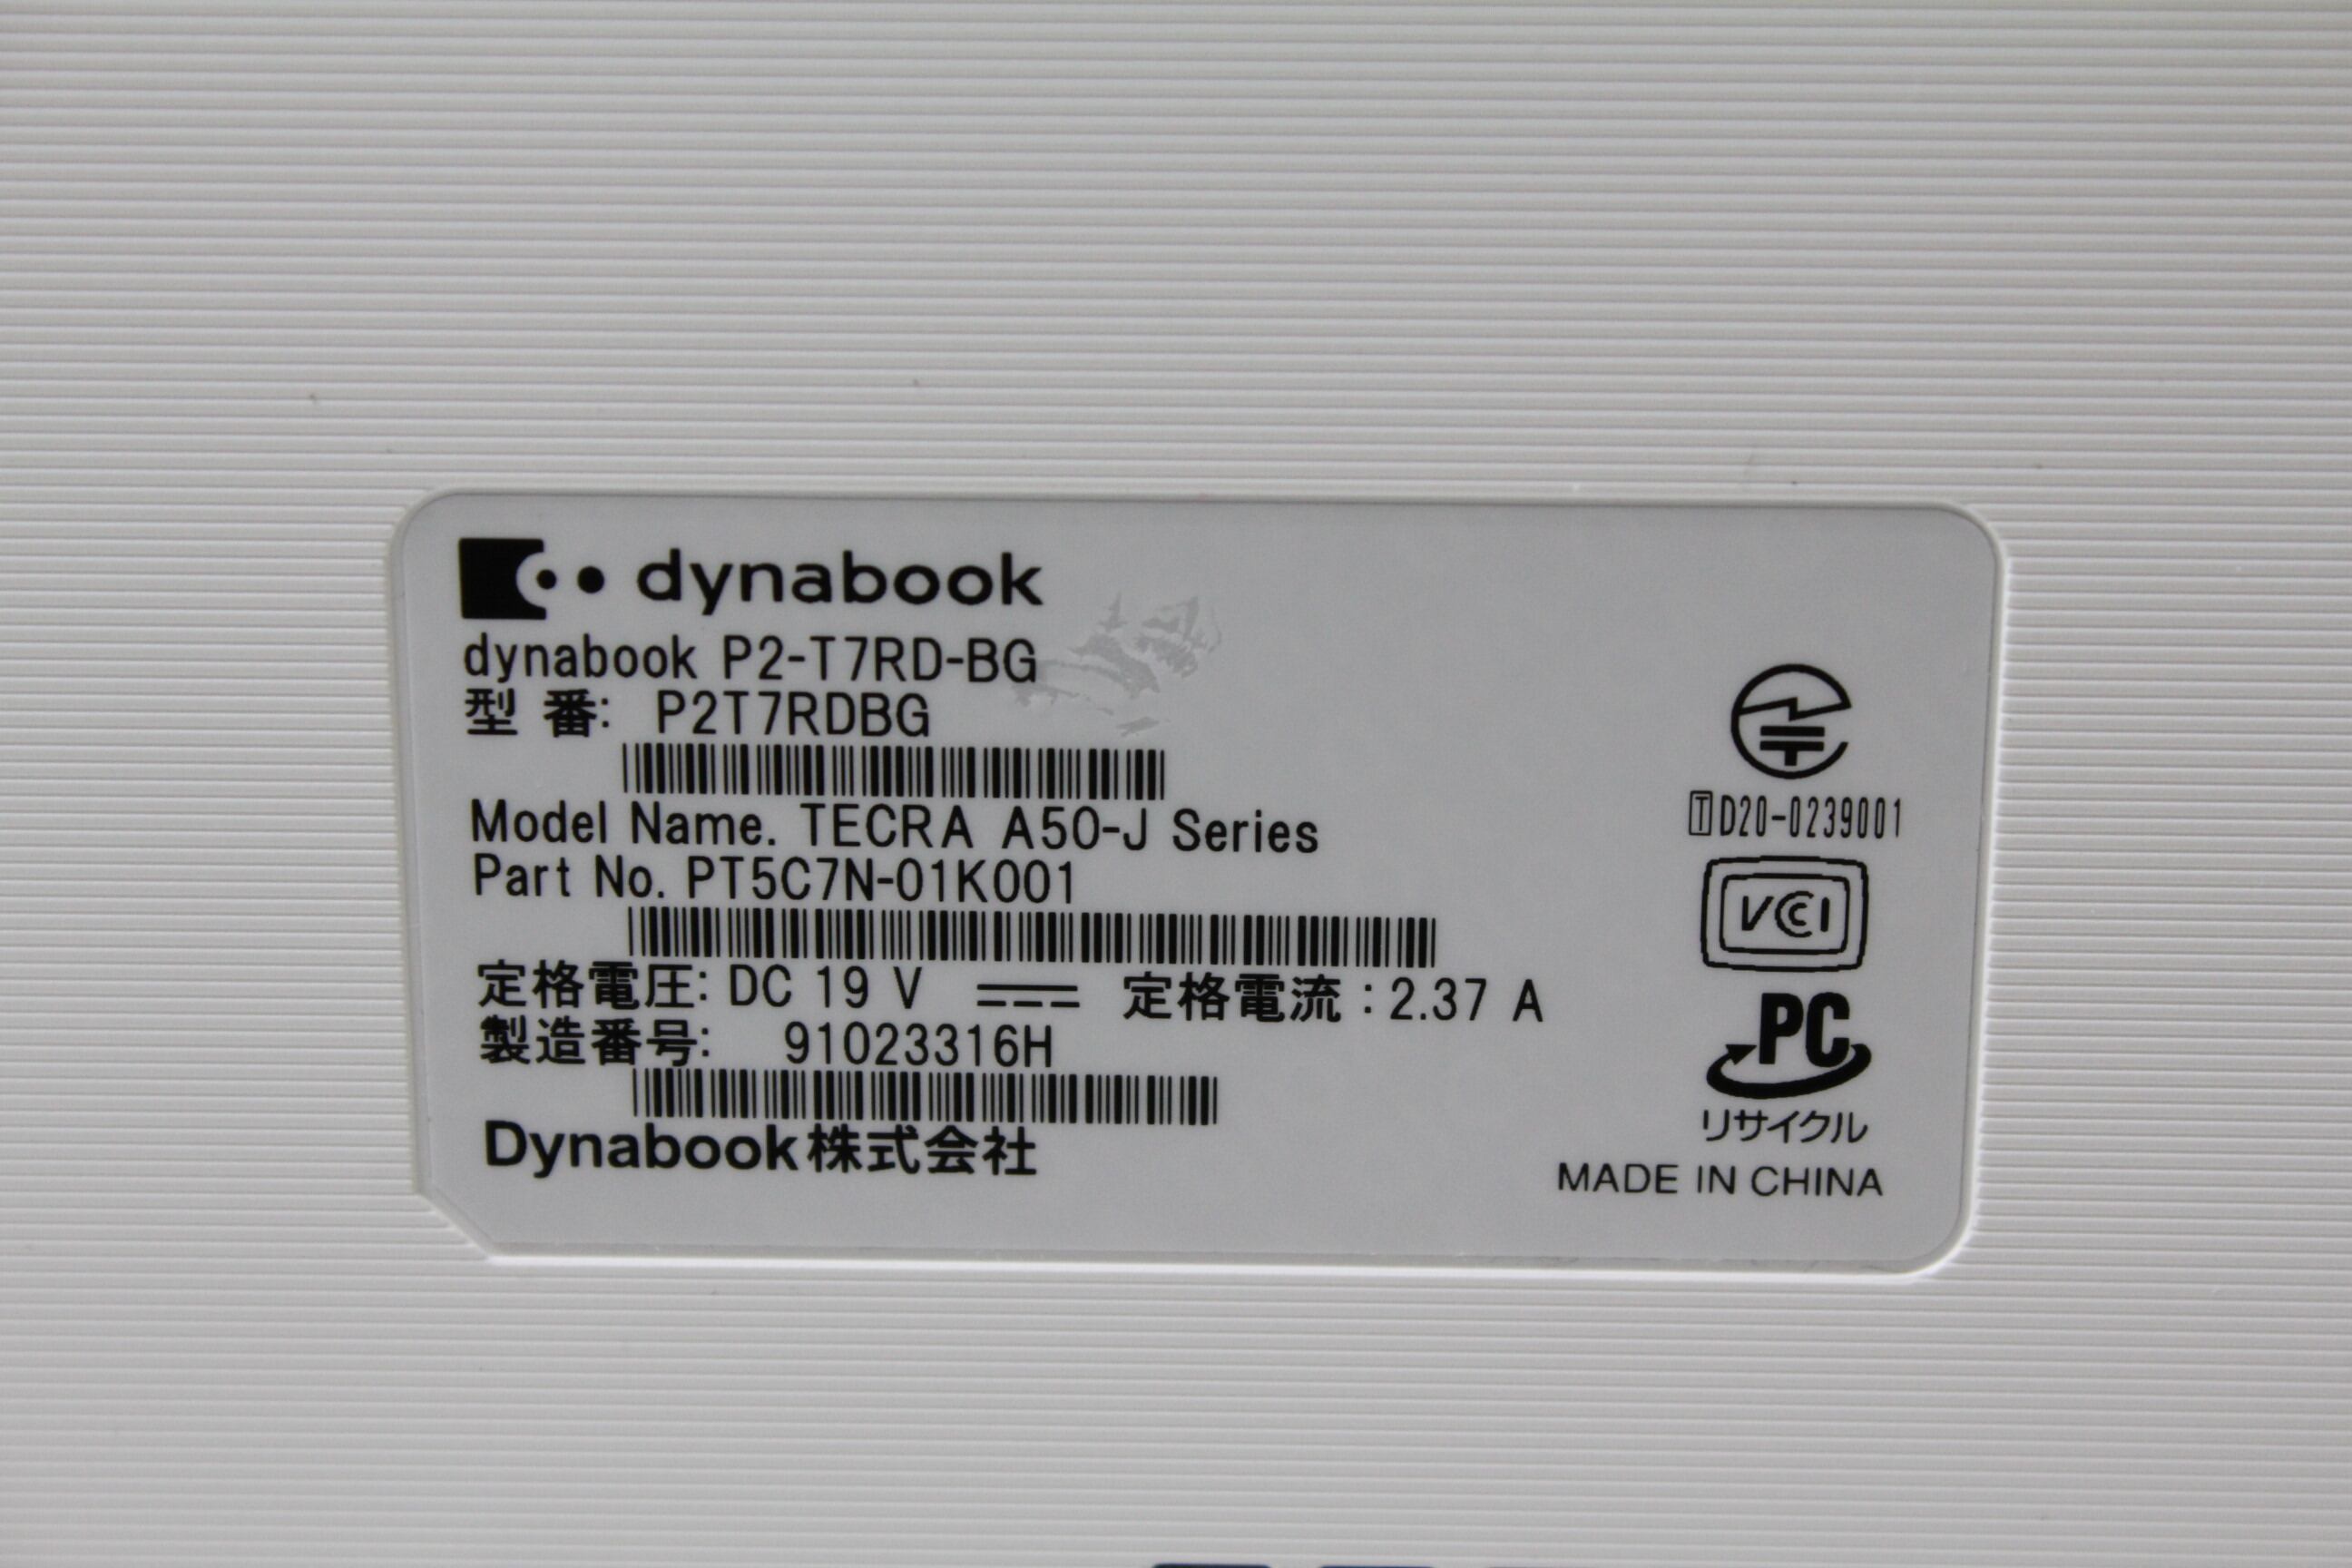 dynabook
dynabook P2-T7RD-BG
型 番: P2T7RDBG
Model Name. TECRA A50-J Series
Part No. PT5C7N-01K001
定格電圧: DC 19 V 定格電流 : 2.37 A
製造番号: 91023316H
Dynabook株式会社
T D20-0239001
VCCI
PC
リサイクル
MADE IN CHINA